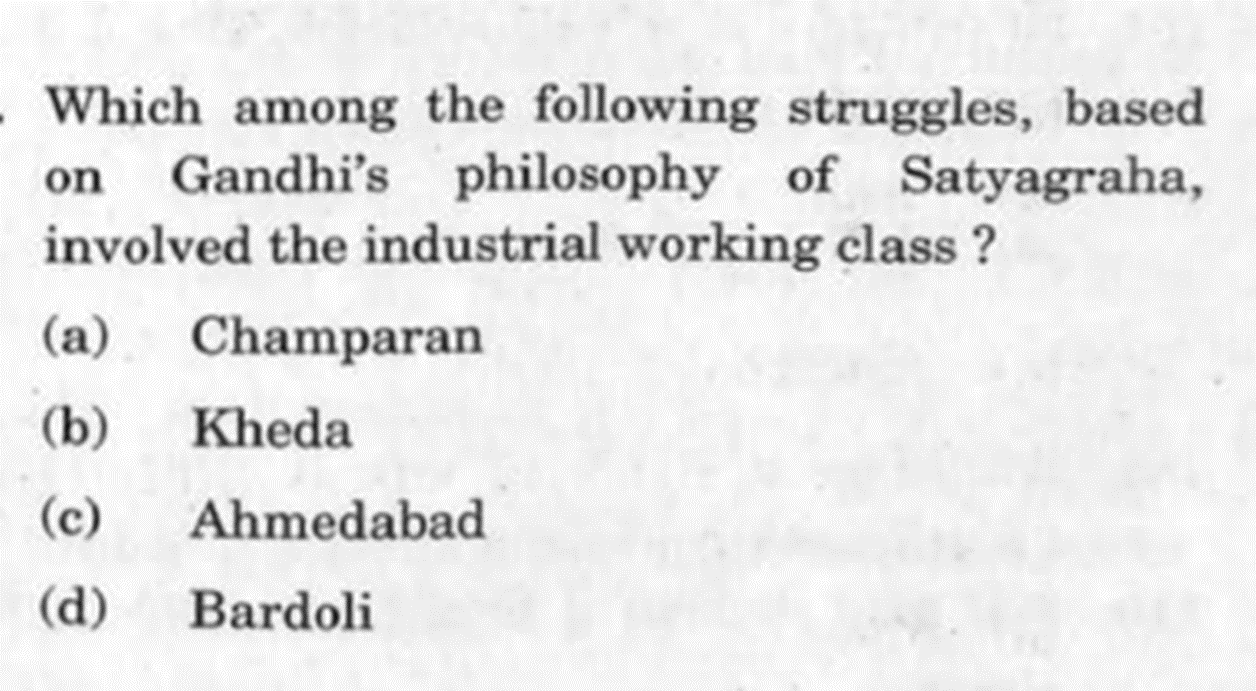 . Which among the following struggles, based
on Gandhi's philosophy of Satyagraha,
involved the industrial working class ?
(a) Champaran
(b) Kheda
(c) Ahmedabad
(d) Bardoli